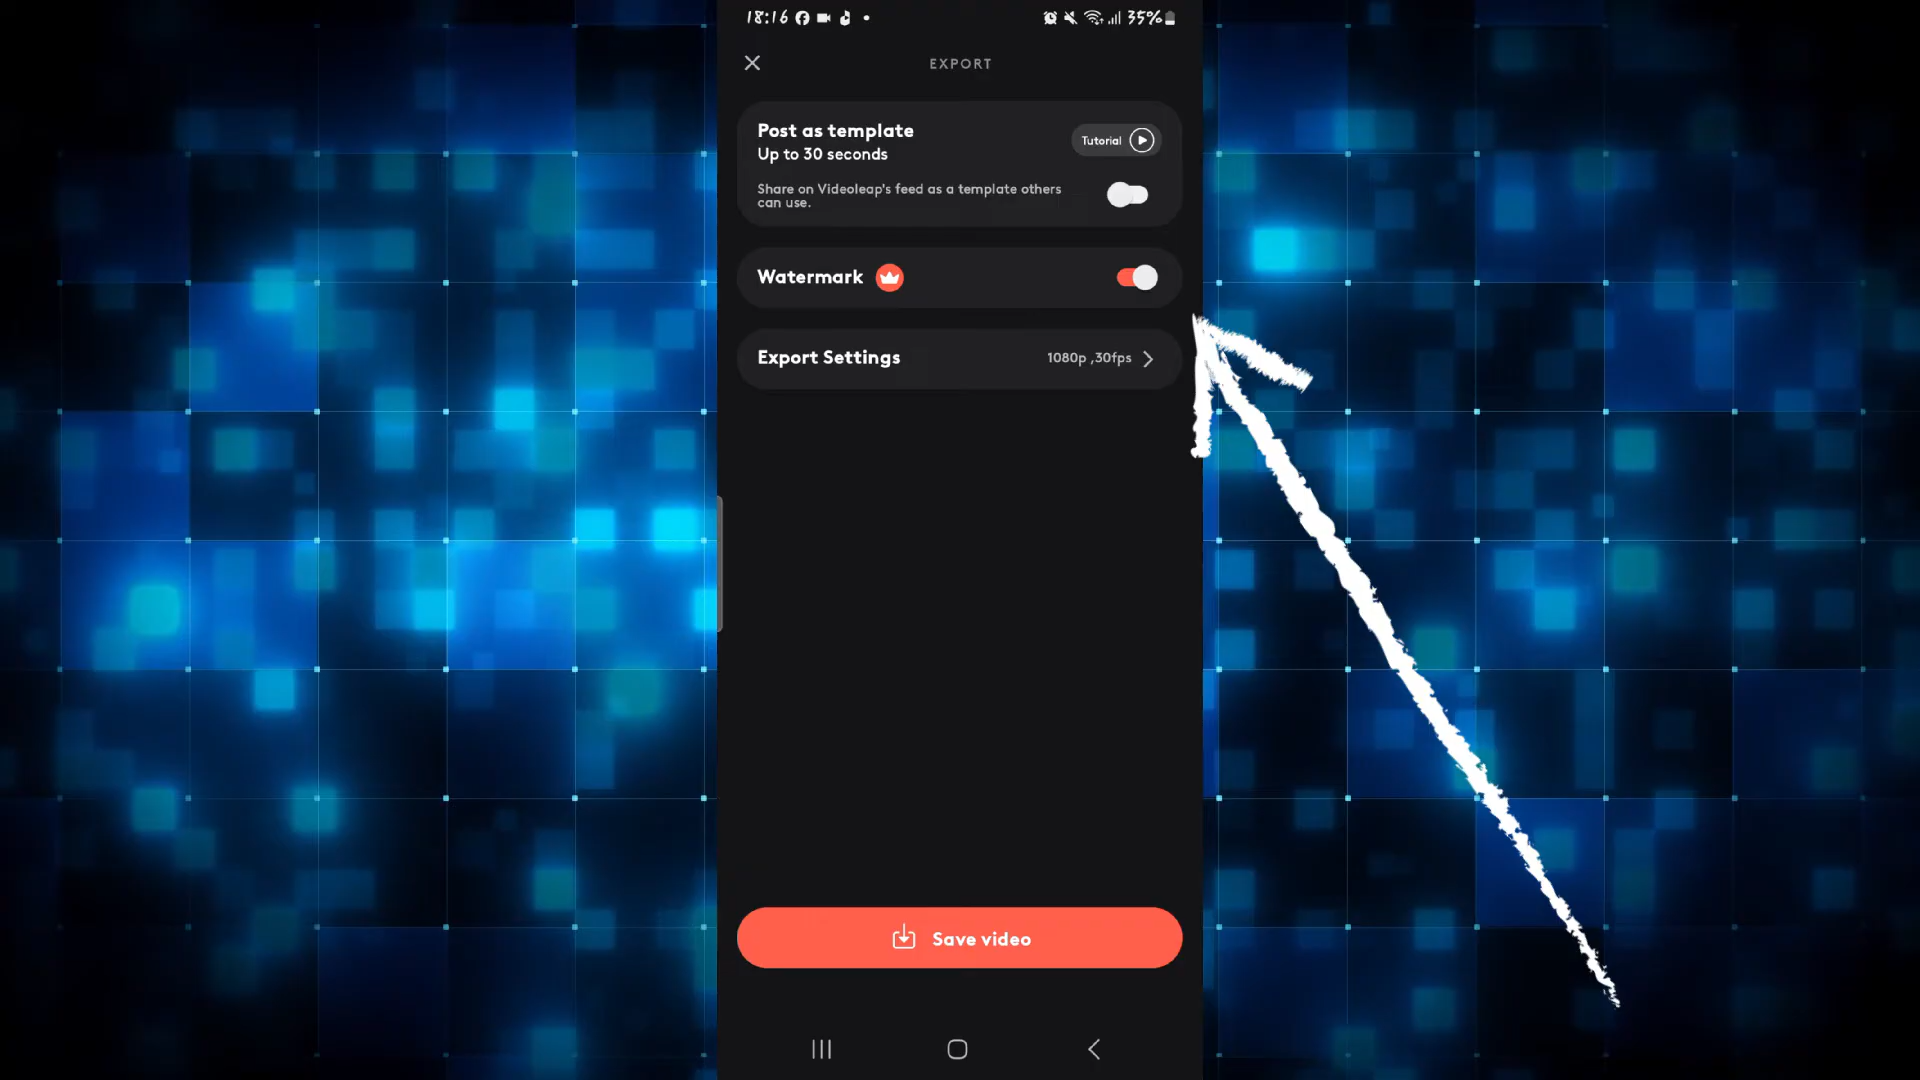 18:16
35%
EXPORT
Post as template
Up to 30 seconds
Tutorial
Share on Videoleap's feed as a template others
can use.
Watermark
Export Settings
1080p ,30fps
Save video